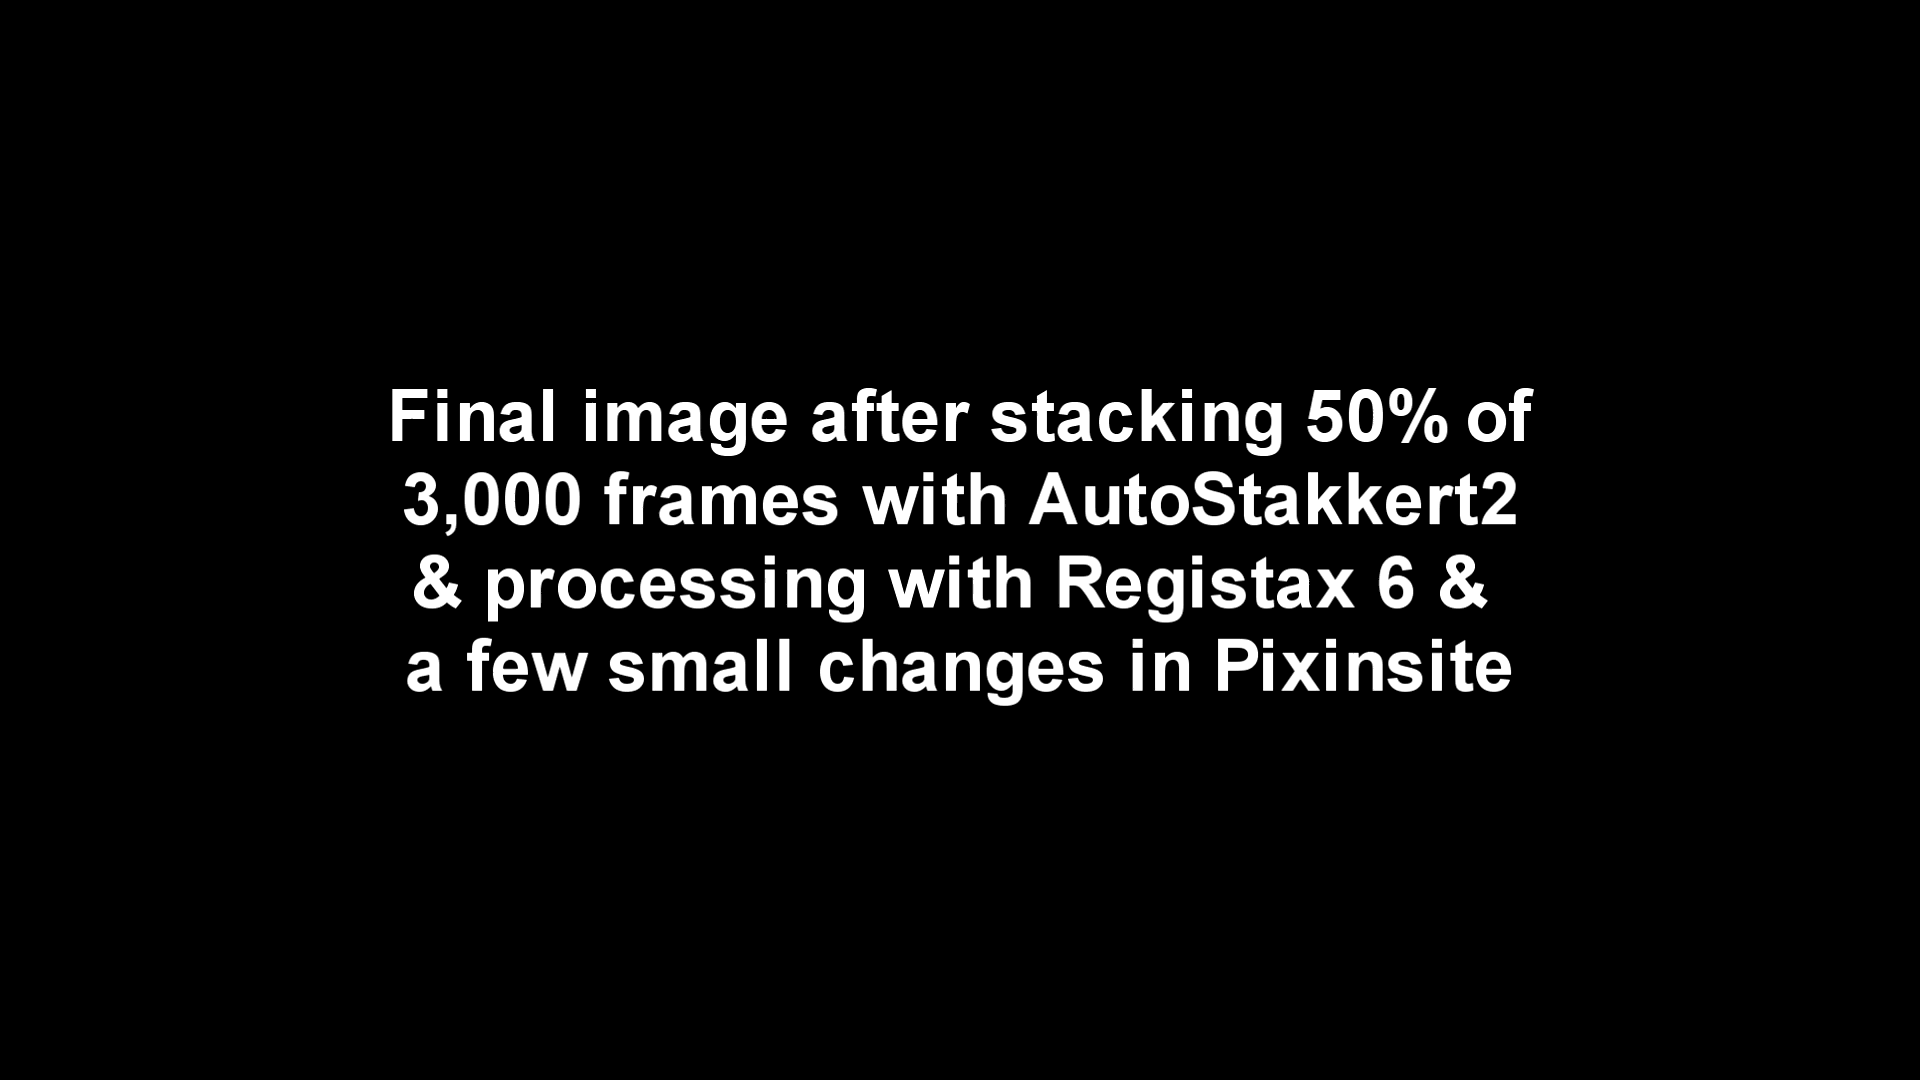 Final image after stacking 50% of
3,000 frames with AutoStakkert2
& processing with Registax 6 &
a few small changes in Pixinsite